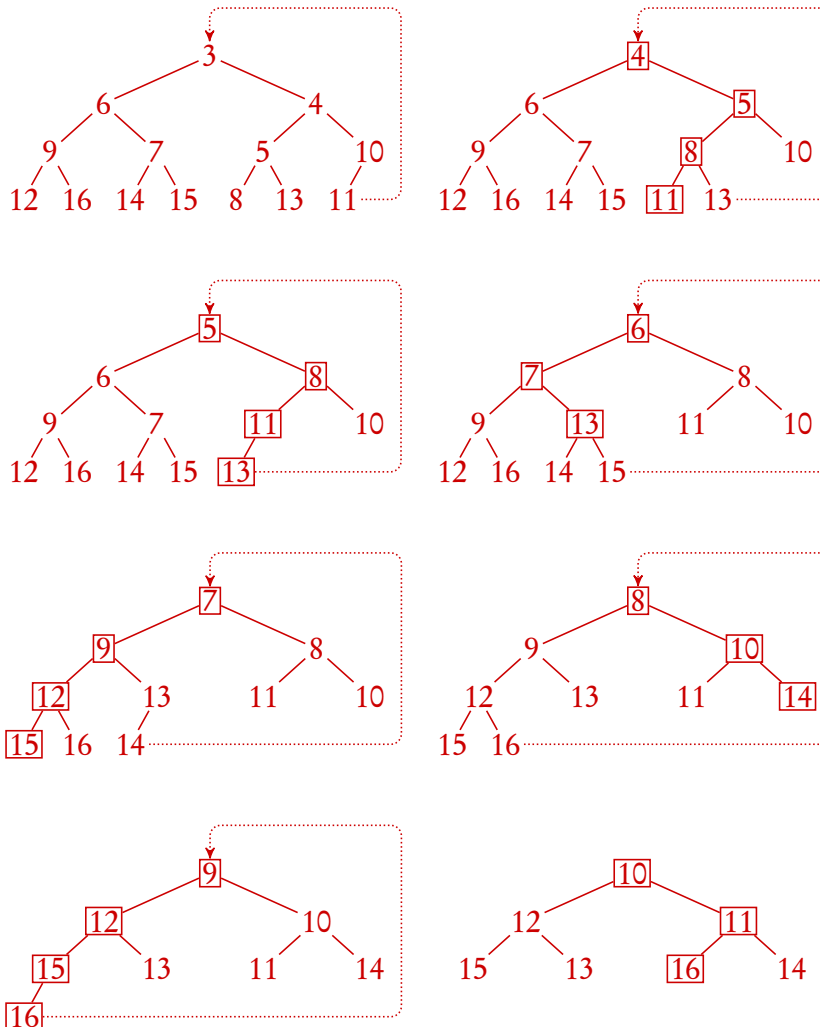 3 4
6 4 6 5
9 7 5 10 9 7 8 10
12 16 14 15 8 13 11 12 16 14 15 11 13
5 6
6 8 7 8
9 7 11 10 9 13 11 10
12 16 14 15 13 12 16 14 15
7 8
9 8 9 10
12 13 11 10 12 13 11 14
15 16 14 15 16
9 10
12 10 12 11
15 13 11 14 15 13 16 14
16